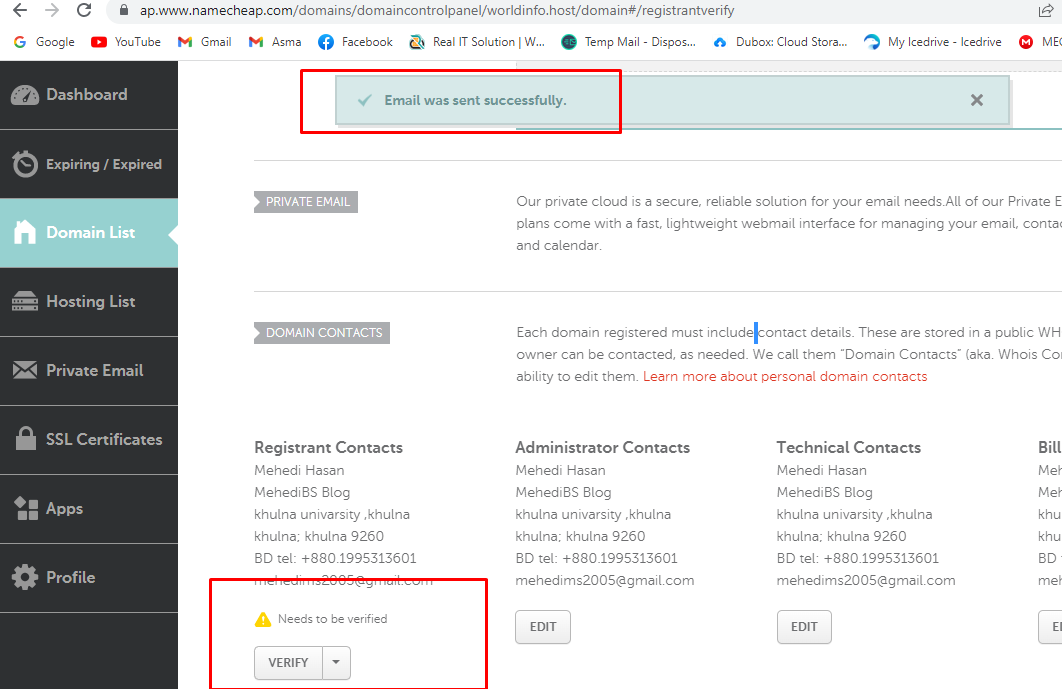 ap.www.namecheap.com/domains/domaincontrolpanel/worldinfo.host/domain#/registrantverify
Google YouTube Gmail Asma Facebook Real IT Solution | W... Temp Mail - Dispos... Dubox: Cloud Stora... My Icedrive - Icedrive
Dashboard
Expiring / Expired
Domain List
Hosting List
Private Email
SSL Certificates
Apps
Profile
Email was sent successfully.
PRIVATE EMAIL
Our private cloud is a secure, reliable solution for your email needs.All of our Private E
plans come with a fast, lightweight webmail interface for managing your email, contac
and calendar.
DOMAIN CONTACTS
Each domain registered must include contact details. These are stored in a public WH
owner can be contacted, as needed. We call them “Domain Contacts” (aka. Whois Con
ability to edit them. Learn more about personal domain contacts
Registrant Contacts
Mehedi Hasan
MehediBS Blog
khulna univarsity ,khulna
khulna; khulna 9260
BD tel: +880.1995313601
mehedims2005@gmail.com
Needs to be verified
VERIFY
Administrator Contacts
Mehedi Hasan
MehediBS Blog
khulna univarsity ,khulna
khulna; khulna 9260
BD tel: +880.1995313601
mehedims2005@gmail.com
EDIT
Technical Contacts
Mehedi Hasan
MehediBS Blog
khulna univarsity ,khulna
khulna; khulna 9260
BD tel: +880.1995313601
mehedims2005@gmail.com
EDIT
Bill
Meh
Meh
khu
khu
BD
meh